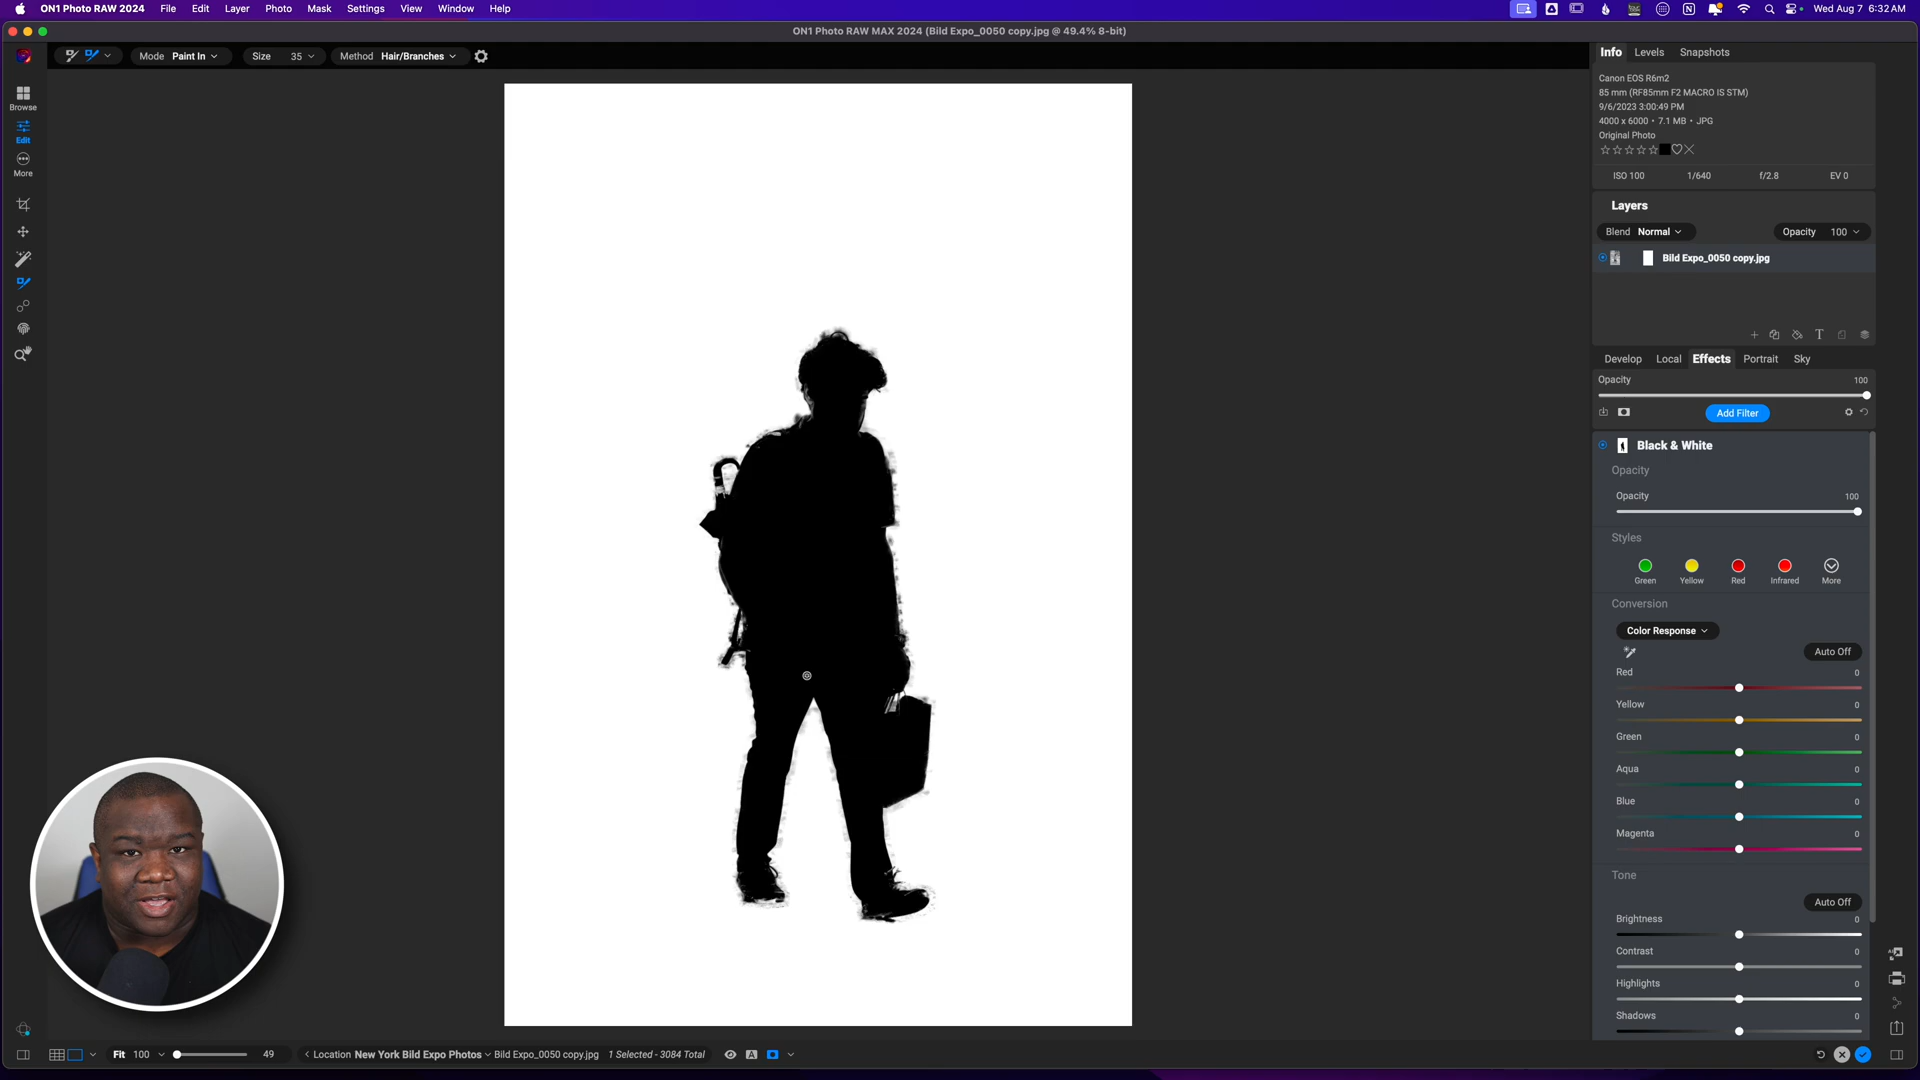 ON1 Photo RAW 2024 File Edit Layer Photo Mask Settings View Window Help Wed Aug 7 6:32 AM
ON1 Photo RAW MAX 2024 (Bild Expo_0050 copy.jpg @ 49.4% 8-bit)
Mode Paint In Size 35 Method Hair/Branches
Browse
Edit
More
Info Levels Snapshots
Canon EOS R6m2
85 mm (RF85mm F2 MACRO IS STM)
9/6/2023 3:00:49 PM
4000 x 6000 • 7.1 MB • JPG
Original Photo
ISO 100 1/640 f/2.8 EV 0
Layers
Blend Normal Opacity 100
Bild Expo_0050 copy.jpg
Develop Local Effects Portrait Sky
Opacity 100
Add Filter
Black & White
Opacity
Opacity 100
Styles
Green Yellow Red Infrared More
Conversion
Color Response
Auto Off
Red 0
Yellow 0
Green 0
Aqua 0
Blue 0
Magenta 0
Tone
Auto Off
Brightness 0
Contrast 0
Highlights 0
Shadows 0
Fit 100 49 Location New York Bild Expo Photos Bild Expo_0050 copy.jpg 1 Selected - 3084 Total